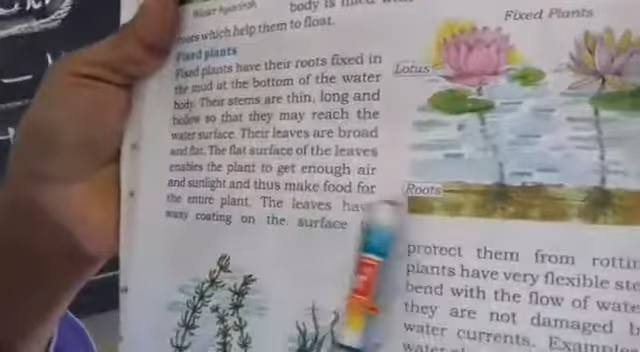 Water hyacinth
body is
roots which help them to float.
Fixed plants
Fixed plants have their roots fixed in
the mud at the bottom of the water
body. Their stems are thin, long and
hollow so that they may reach the
water surface. Their leaves are broad
and flat. The flat surface of the leaves
enables the plant to get enough air
and sunlight and thus make food for
the entire plant. The leaves
waxy coating on the surface
Fixed Plants
Lotus
Roots
protect them from
plants have very flexible
bend with the flow of
they are not damaged
water currents.